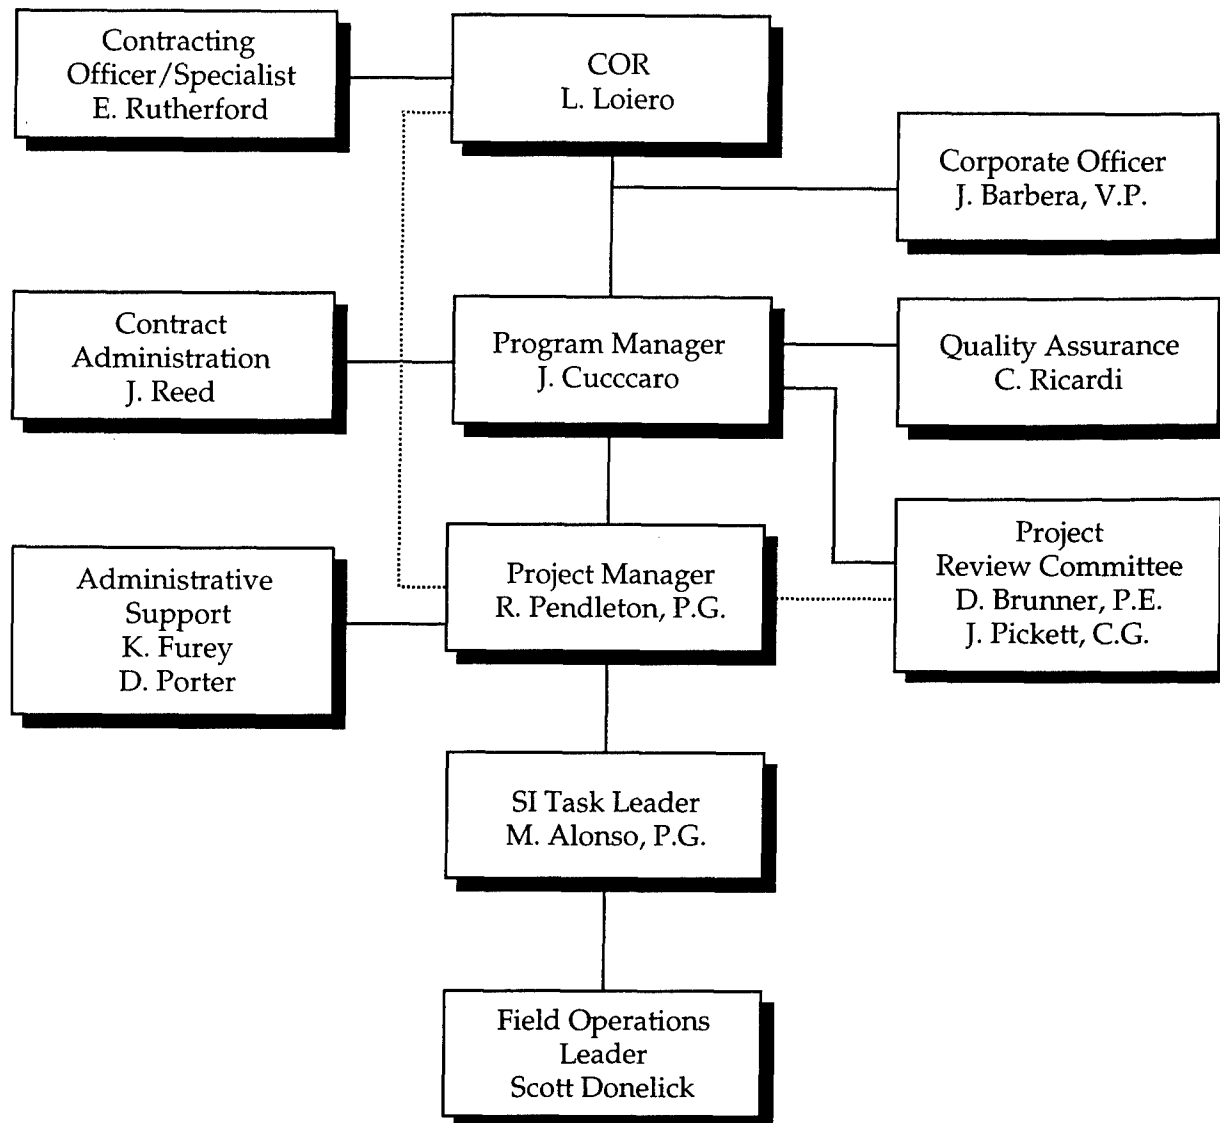 Contracting
Officer/Specialist
E. Rutherford
COR
L. Loiero
Corporate Officer
J. Barbera, V.P.
Contract
Administration
J. Reed
Program Manager
J. Cucccaro
Quality Assurance
C. Ricardi
Administrative
Support
K. Furey
D. Porter
Project Manager
R. Pendleton, P.G.
Project
Review Committee
D. Brunner, P.E.
J. Pickett, C.G.
SI Task Leader
M. Alonso, P.G.
Field Operations
Leader
Scott Donelick